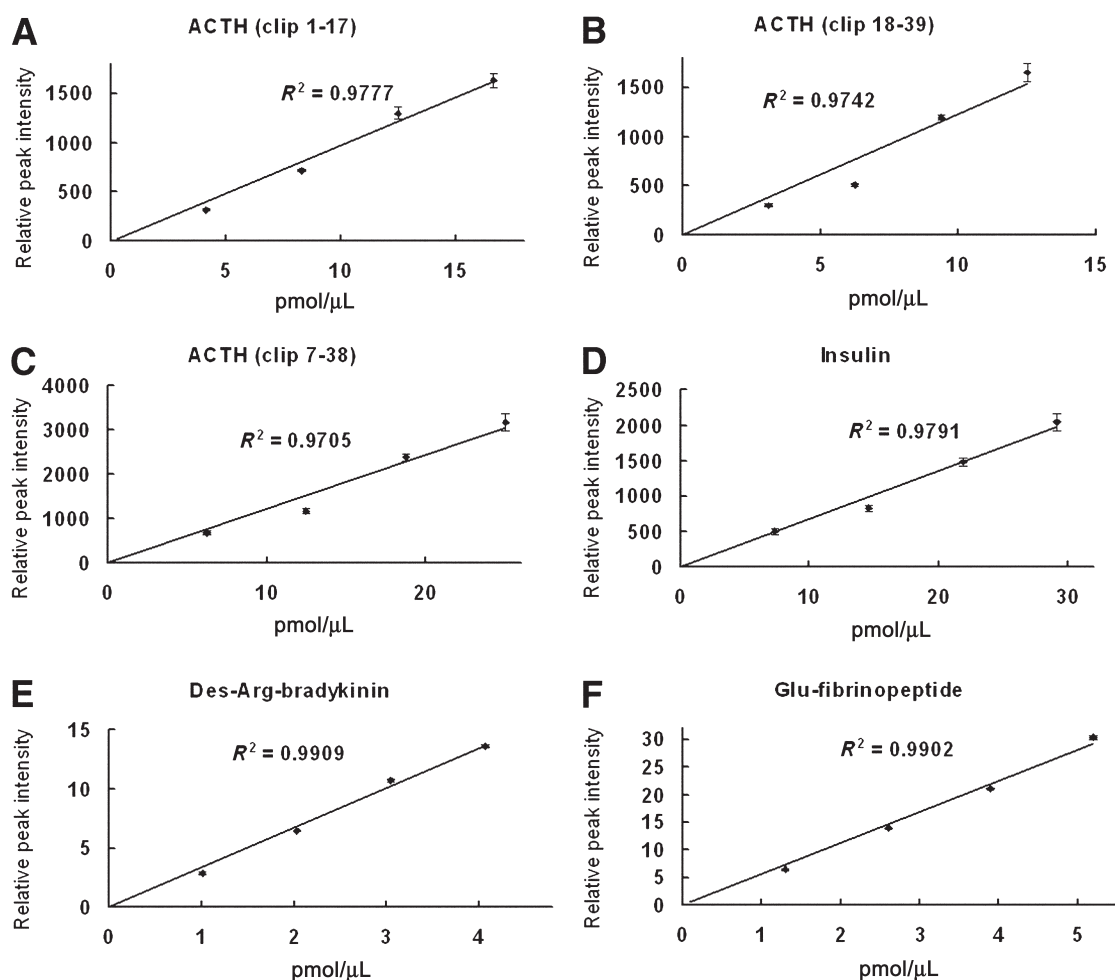 A
ACTH (clip 1-17)
Relative peak intensity
1500
1000
500
0
R² = 0.9777
0 5 10 15
pmol/µL
B
ACTH (clip 18-39)
Relative peak intensity
1500
1000
500
0
R² = 0.9742
0 5 10 15
pmol/µL
C
ACTH (clip 7-38)
Relative peak intensity
4000
3000
2000
1000
0
R² = 0.9705
0 10 20
pmol/µL
D
Insulin
Relative peak intensity
2500
2000
1500
1000
500
0
R² = 0.9791
0 10 20 30
pmol/µL
E
Des-Arg-bradykinin
Relative peak intensity
15
10
5
0
R² = 0.9909
0 1 2 3 4
pmol/µL
F
Glu-fibrinopeptide
Relative peak intensity
30
25
20
15
10
5
0
R² = 0.9902
0 1 2 3 4 5
pmol/µL